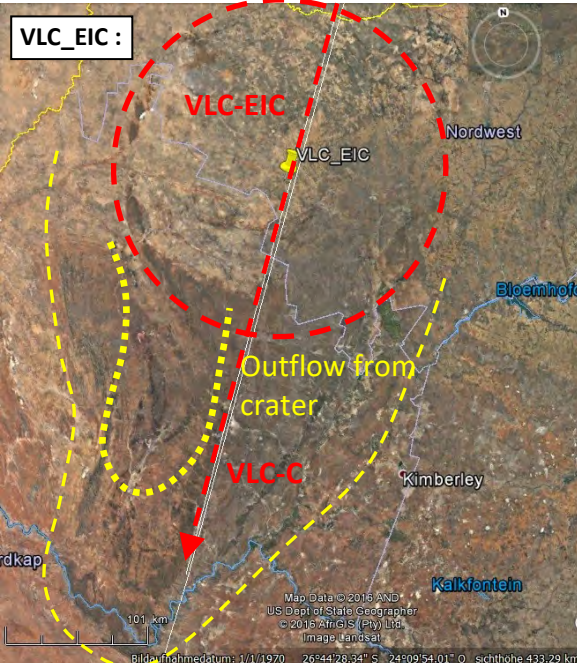 VLC_EIC :
N
VLC-EIC
Nordwest
VLC_EIC
Bloemhof
Outflow from
crater
VLC-C
Kimberley
rdkap
Kalkfontein
Map Data © 2016 AND
US Dept of State Geographer
© 2016 AfriGIS (Pty) Ltd.
Image Landsat
101 km
Bildaufnahmedatum: 1/1/1970 26°44'28.34" S 24°09'54.01" O sichthöhe 433.29 km